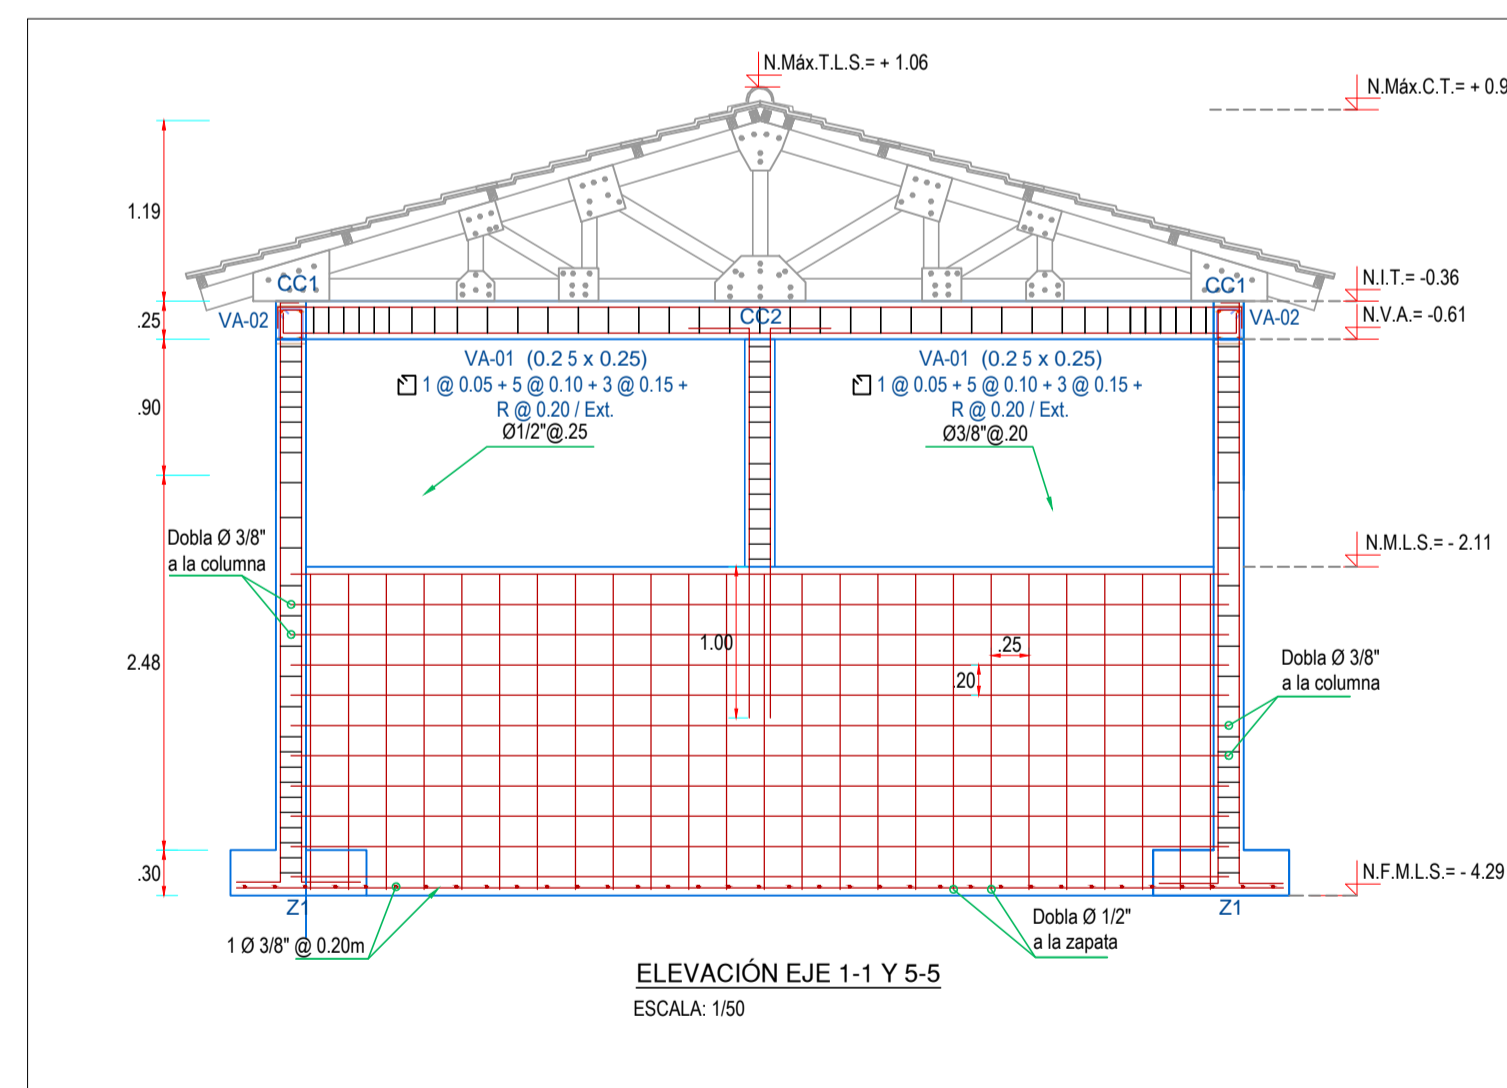 N.Máx.T.L.S.= + 1.06
N.Máx.C.T.= + 0.9
1.19
CC1
CC1
N.I.T.= -0.36
.25
VA-02
CC2
VA-02
N.V.A.= -0.61
VA-01 (0.2 5 x 0.25)
1 @ 0.05 + 5 @ 0.10 + 3 @ 0.15 +
R @ 0.20 / Ext.
Ø1/2"@.25
VA-01 (0.2 5 x 0.25)
1 @ 0.05 + 5 @ 0.10 + 3 @ 0.15 +
R @ 0.20 / Ext.
Ø3/8"@.20
.90
Dobla Ø 3/8"
a la columna
N.M.L.S.= - 2.11
1.00
.25
.20
2.48
Dobla Ø 3/8"
a la columna
.30
N.F.M.L.S.= - 4.29
Z1
Z1
1 Ø 3/8" @ 0.20m
Dobla Ø 1/2"
a la zapata
ELEVACIÓN EJE 1-1 Y 5-5
ESCALA: 1/50